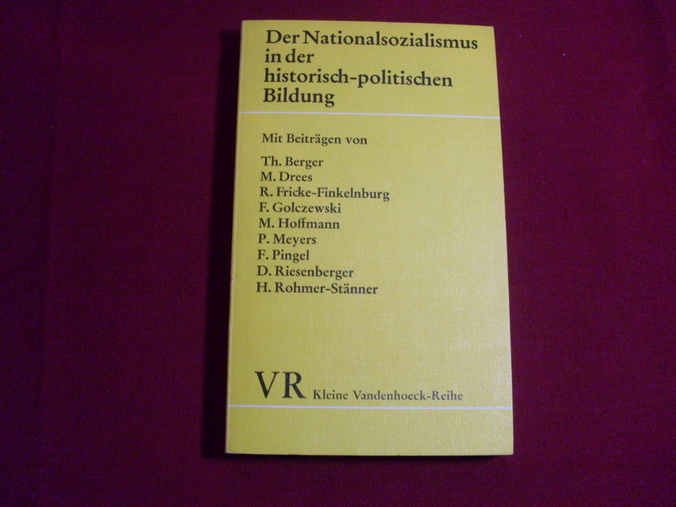 Der Nationalsozialismus
in der
historisch-politischen
Bildung
Mit Beiträgen von
Th. Berger
M. Drees
R. Fricke-Finkelnburg
F. Golczewski
M. Hoffmann
P. Meyers
F. Pingel
D. Riesenberger
H. Rohmer-Stänner
VR Kleine Vandenhoeck-Reihe